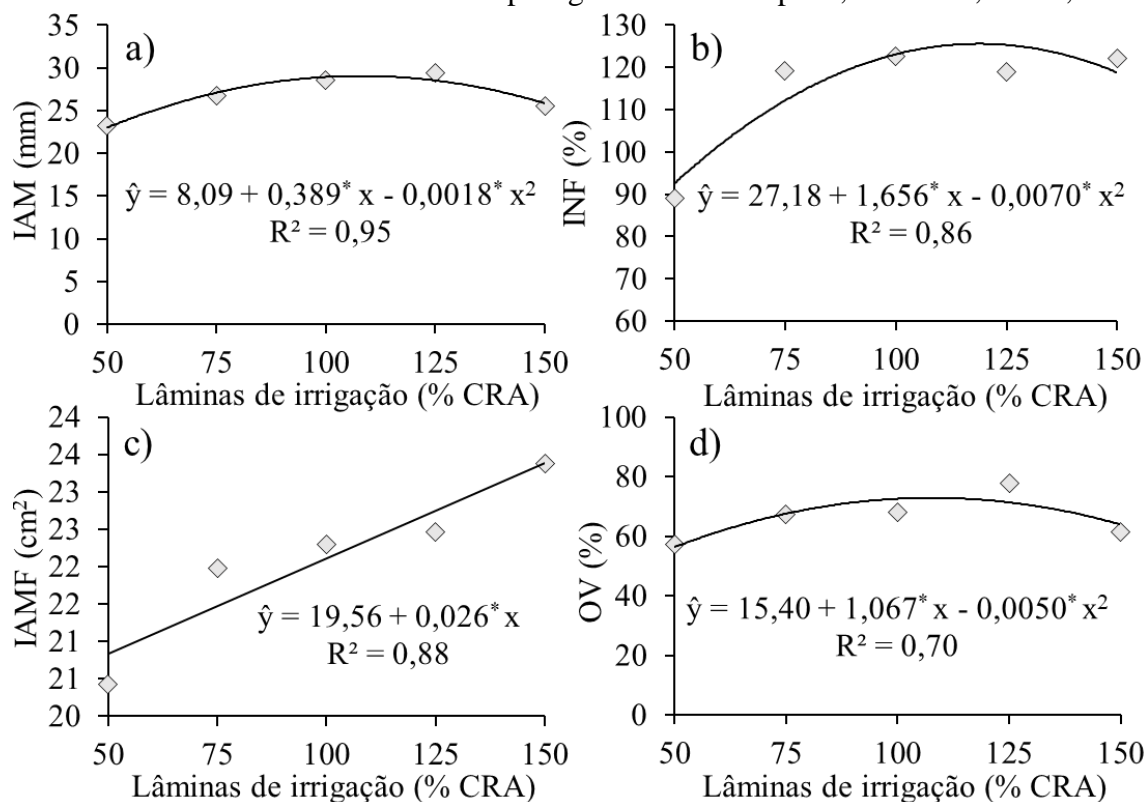 a)
35
30
25
20
15
10
5
0
IAM (mm)
ŷ = 8,09 + 0,389* x - 0,0018* x²
R² = 0,95
50 75 100 125 150
Lâminas de irrigação (% CRA)
b)
130
120
110
100
90
80
70
60
INF (%)
ŷ = 27,18 + 1,656* x - 0,0070* x²
R² = 0,86
50 75 100 125 150
Lâminas de irrigação (% CRA)
c)
24
24
23
23
22
22
21
21
20
IAMF (cm²)
ŷ = 19,56 + 0,026* x
R² = 0,88
50 75 100 125 150
Lâminas de irrigação (% CRA)
d)
100
80
60
40
20
0
OV (%)
ŷ = 15,40 + 1,067* x - 0,0050* x²
R² = 0,70
50 75 100 125 150
Lâminas de irrigação (% CRA)